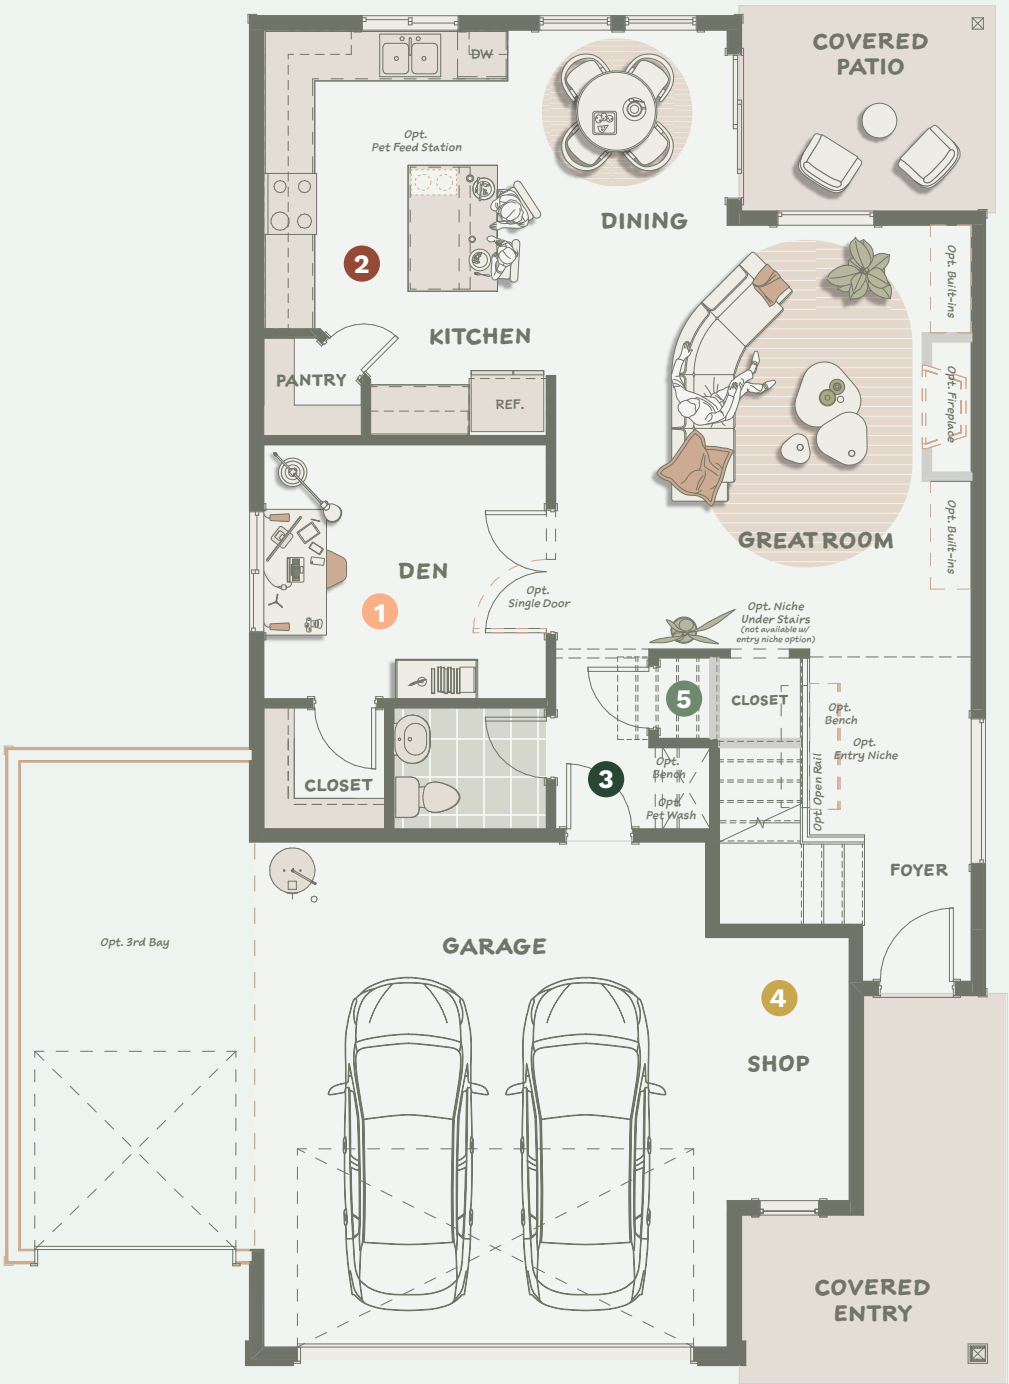 COVERED
PATIO
DW
Opt.
Pet Feed Station
DINING
2
Opt. Built-ins
KITCHEN
PANTRY
REF.
Opt. Fireplace
GREAT ROOM
Opt. Built-ins
DEN
1
Opt.
Single Door
Opt. Niche
Under Stairs
(not available w/
entry niche option)
5
CLOSET
Opt.
Bench
Opt.
Entry Niche
Opt. Open Rail
CLOSET
3
Opt.
Bench
Opt.
Pet Wash
FOYER
Opt. 3rd Bay
GARAGE
4
SHOP
COVERED
ENTRY